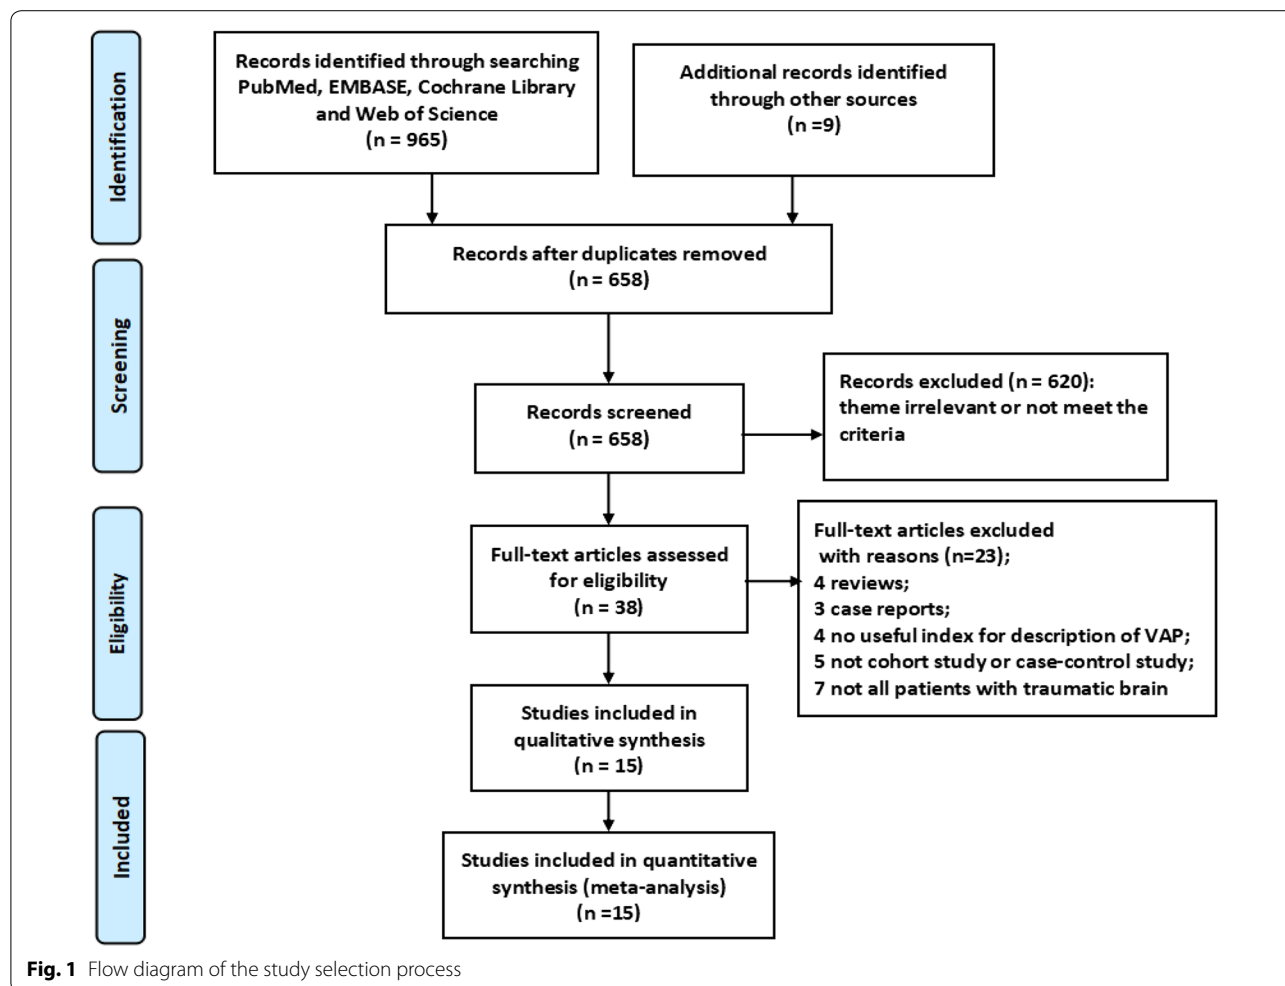 Identification
Records identified through searching
PubMed, EMBASE, Cochrane Library
and Web of Science
(n = 965)
Additional records identified
through other sources
(n =9)
Records after duplicates removed
(n = 658)
Screening
Records screened
(n = 658)
Records excluded (n = 620):
theme irrelevant or not meet the
criteria
Eligibility
Full-text articles assessed
for eligibility
(n = 38)
Full-text articles excluded
with reasons (n=23);
4 reviews;
3 case reports;
4 no useful index for description of VAP;
5 not cohort study or case-control study;
7 not all patients with traumatic brain
Studies included in
qualitative synthesis
(n = 15)
Included
Studies included in quantitative
synthesis (meta-analysis)
(n =15)
Fig. 1 Flow diagram of the study selection process